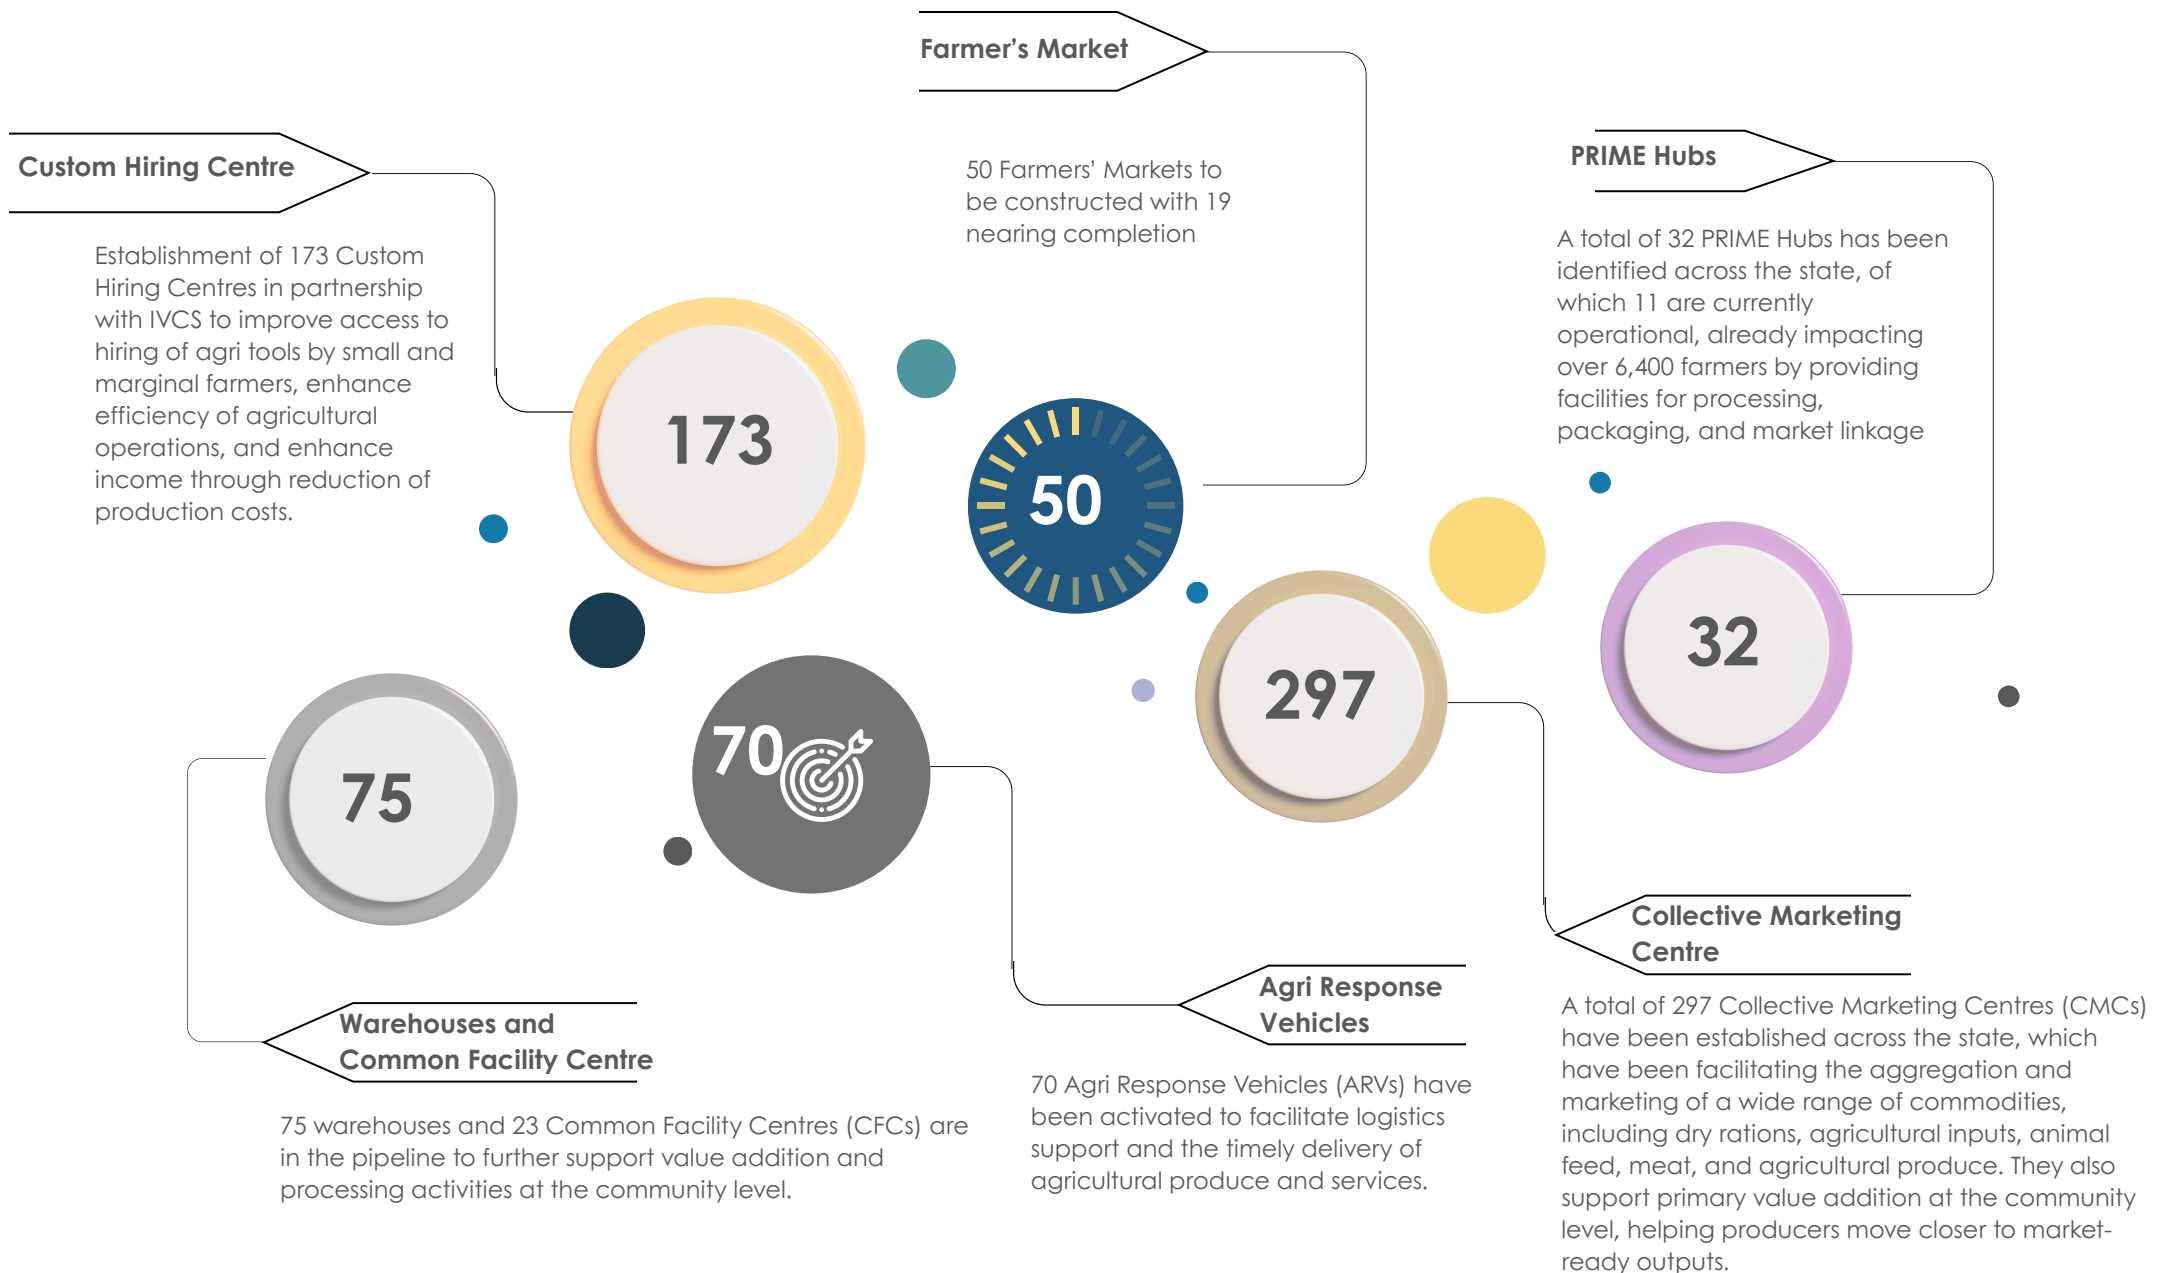 Farmer's Market
50 Farmers' Markets to
be constructed with 19
nearing completion
Custom Hiring Centre
Establishment of 173 Custom
Hiring Centres in partnership
with IVCS to improve access to
hiring of agri tools by small and
marginal farmers, enhance
efficiency of agricultural
operations, and enhance
income through reduction of
production costs.
PRIME Hubs
A total of 32 PRIME Hubs has been
identified across the state, of
which 11 are currently
operational, already impacting
over 6,400 farmers by providing
facilities for processing,
packaging, and market linkage
173
50
297
32
75
70
Warehouses and
Common Facility Centre
75 warehouses and 23 Common Facility Centres (CFCs) are
in the pipeline to further support value addition and
processing activities at the community level.
Agri Response
Vehicles
70 Agri Response Vehicles (ARVs) have
been activated to facilitate logistics
support and the timely delivery of
agricultural produce and services.
Collective Marketing
Centre
A total of 297 Collective Marketing Centres (CMCs)
have been established across the state, which
have been facilitating the aggregation and
marketing of a wide range of commodities,
including dry rations, agricultural inputs, animal
feed, meat, and agricultural produce. They also
support primary value addition at the community
level, helping producers move closer to market-
ready outputs.